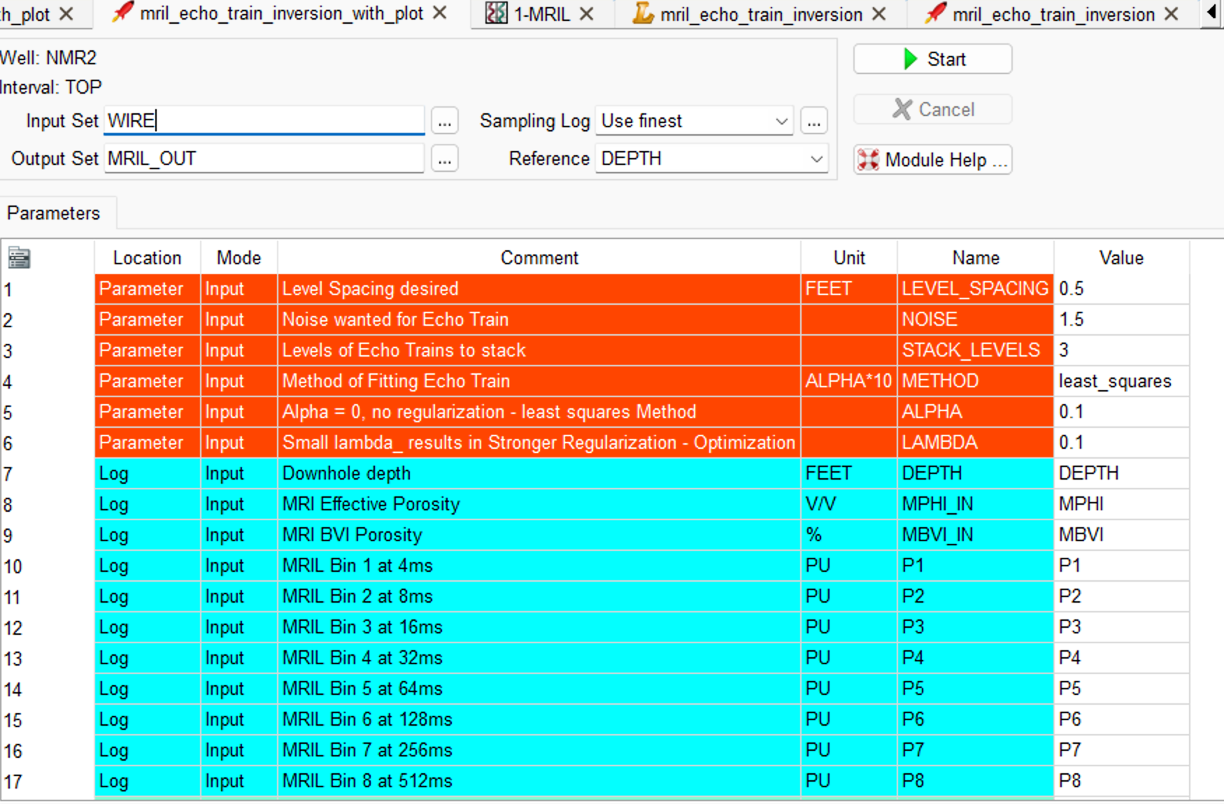 th_plot mril_echo_train_inversion_with_plot 1-MRIL mril_echo_train_inversion mril_echo_train_inversion
Well: NMR2
Interval: TOP
Start
Input Set WIRE ... Sampling Log Use finest ...
Cancel
Output Set MRIL_OUT ... Reference DEPTH
Module Help ...
Parameters
Location Mode Comment Unit Name Value
1 Parameter Input Level Spacing desired FEET LEVEL_SPACING 0.5
2 Parameter Input Noise wanted for Echo Train NOISE 1.5
3 Parameter Input Levels of Echo Trains to stack STACK_LEVELS 3
4 Parameter Input Method of Fitting Echo Train ALPHA*10 METHOD least_squares
5 Parameter Input Alpha = 0, no regularization - least squares Method ALPHA 0.1
6 Parameter Input Small lambda_ results in Stronger Regularization - Optimization LAMBDA 0.1
7 Log Input Downhole depth FEET DEPTH DEPTH
8 Log Input MRI Effective Porosity V/V MPHI_IN MPHI
9 Log Input MRI BVI Porosity % MBVI_IN MBVI
10 Log Input MRIL Bin 1 at 4ms PU P1 P1
11 Log Input MRIL Bin 2 at 8ms PU P2 P2
12 Log Input MRIL Bin 3 at 16ms PU P3 P3
13 Log Input MRIL Bin 4 at 32ms PU P4 P4
14 Log Input MRIL Bin 5 at 64ms PU P5 P5
15 Log Input MRIL Bin 6 at 128ms PU P6 P6
16 Log Input MRIL Bin 7 at 256ms PU P7 P7
17 Log Input MRIL Bin 8 at 512ms PU P8 P8